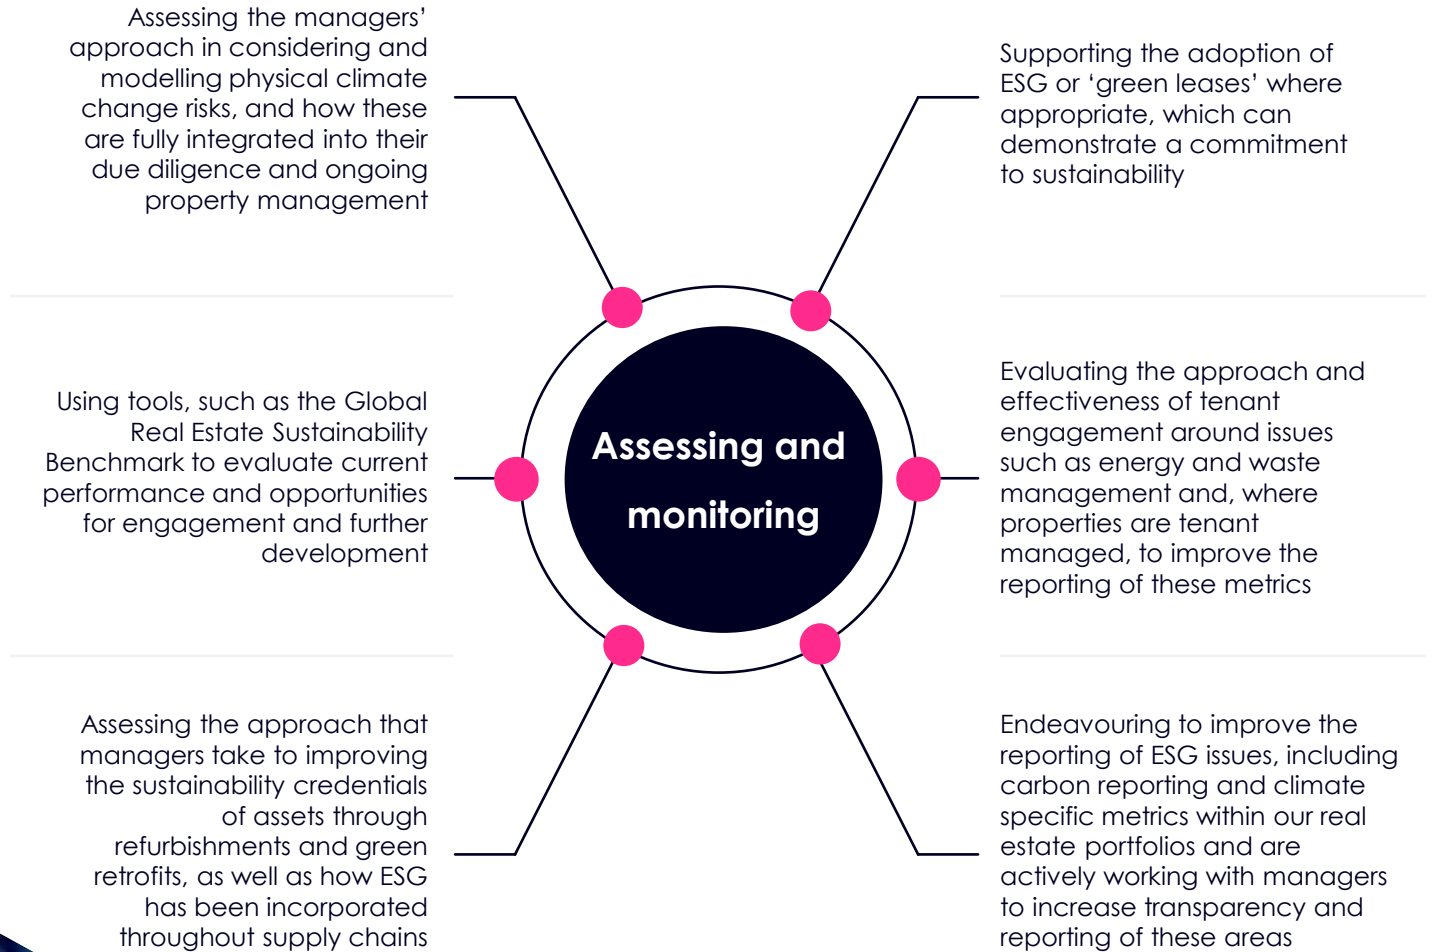 Assessing the managers’
approach in considering and
modelling physical climate
change risks, and how these
are fully integrated into their
due diligence and ongoing
property management
Using tools, such as the Global
Real Estate Sustainability
Benchmark to evaluate current
performance and opportunities
for engagement and further
development
Assessing the approach that
managers take to improving
the sustainability credentials
of assets through
refurbishments and green
retrofits, as well as how ESG
has been incorporated
throughout supply chains
Assessing and
monitoring
Supporting the adoption of
ESG or ‘green leases’ where
appropriate, which can
demonstrate a commitment
to sustainability
Evaluating the approach and
effectiveness of tenant
engagement around issues
such as energy and waste
management and, where
properties are tenant
managed, to improve the
reporting of these metrics
Endeavouring to improve the
reporting of ESG issues, including
carbon reporting and climate
specific metrics within our real
estate portfolios and are
actively working with managers
to increase transparency and
reporting of these areas